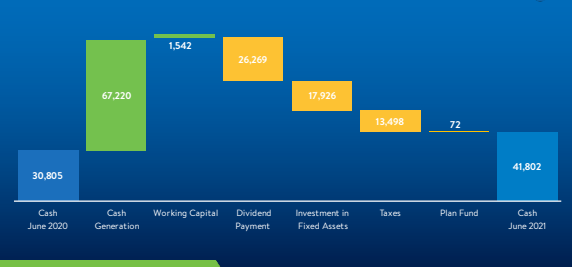 30,805
67,220
1,542
26,269
17,926
13,498
72
41,802
Cash
June 2020
Cash
Generation
Working Capital
Dividend
Payment
Investment in
Fixed Assets
Taxes
Plan Fund
Cash
June 2021